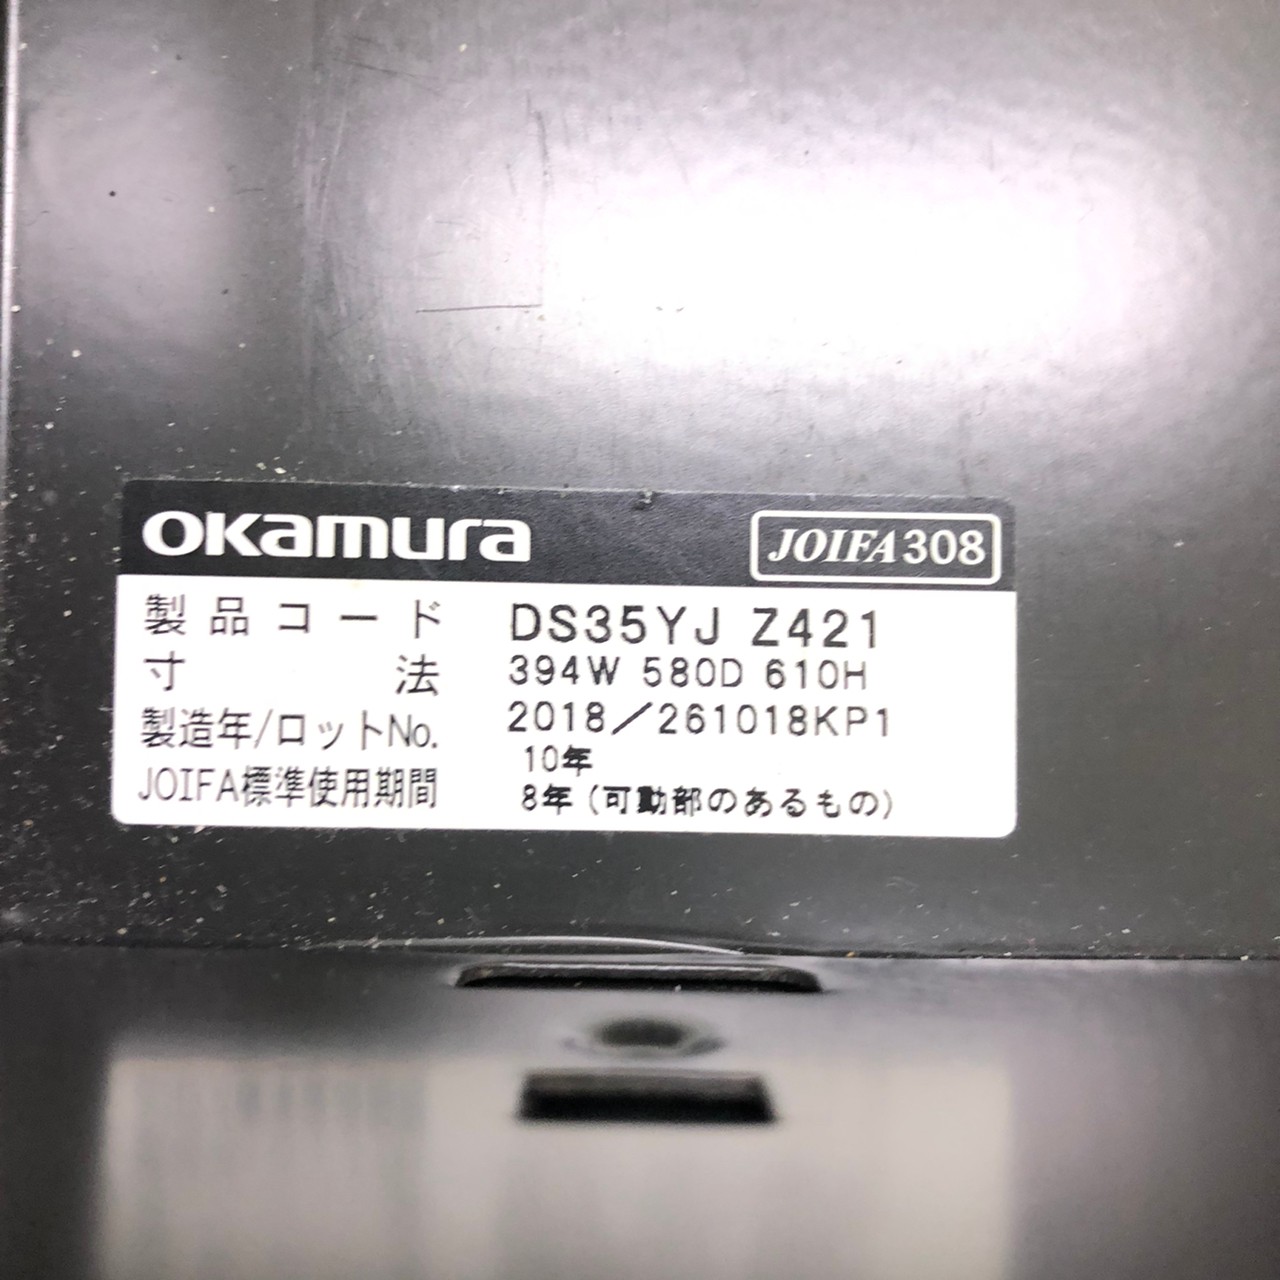 okamura JOIFA308
製品コード DS35YJ Z421
寸法 394W 580D 610H
製造年/ロットNo. 2018／261018KP1
JOIFA標準使用期間 10年
8年（可動部のあるもの）